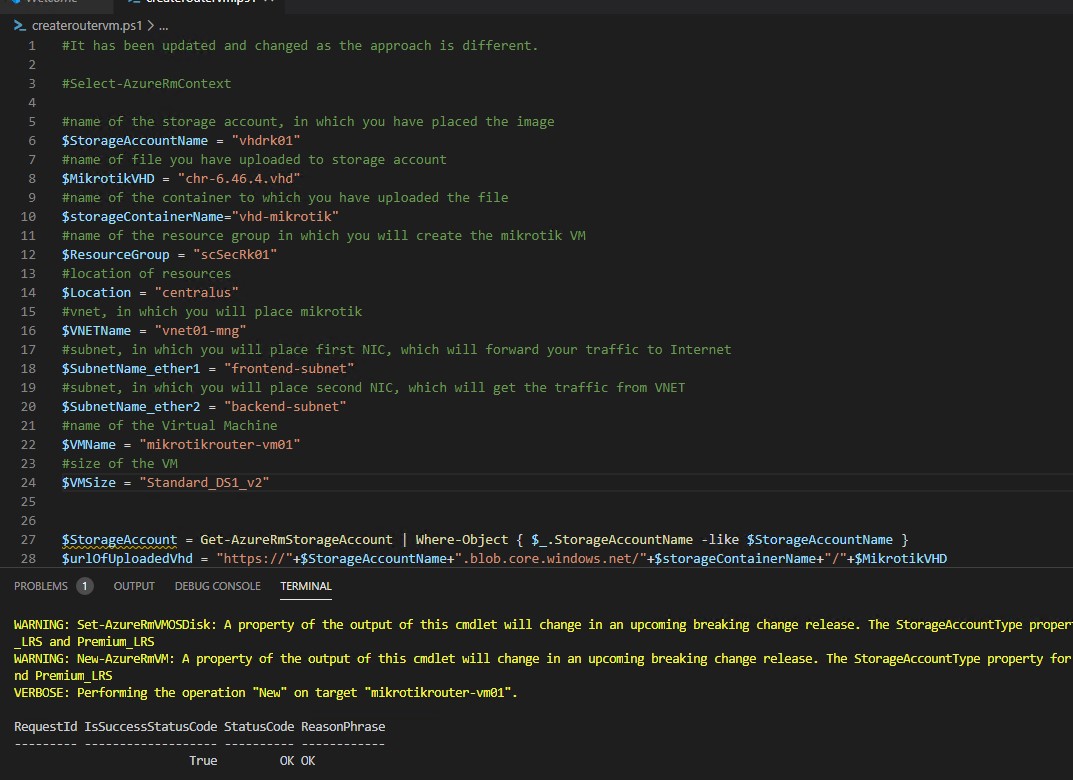 Welcome
createroutervm.ps1
createroutervm.ps1 > ...
1 #It has been updated and changed as the approach is different.
2
3 #Select-AzureRmContext
4
5 #name of the storage account, in which you have placed the image
6 $StorageAccountName = "vhdrk01"
7 #name of file you have uploaded to storage account
8 $MikrotikVHD = "chr-6.46.4.vhd"
9 #name of the container to which you have uploaded the file
10 $storageContainerName="vhd-mikrotik"
11 #name of the resource group in which you will create the mikrotik VM
12 $ResourceGroup = "scSecRk01"
13 #location of resources
14 $Location = "centralus"
15 #vnet, in which you will place mikrotik
16 $VNETName = "vnet01-mng"
17 #subnet, in which you will place first NIC, which will forward your traffic to Internet
18 $SubnetName_ether1 = "frontend-subnet"
19 #subnet, in which you will place second NIC, which will get the traffic from VNET
20 $SubnetName_ether2 = "backend-subnet"
21 #name of the Virtual Machine
22 $VMName = "mikrotikrouter-vm01"
23 #size of the VM
24 $VMSize = "Standard_DS1_v2"
25
26
27 $StorageAccount = Get-AzureRmStorageAccount | Where-Object { $_.StorageAccountName -like $StorageAccountName }
28 $urlOfUploadedVhd = "https://"+$StorageAccountName+".blob.core.windows.net/"+$storageContainerName+"/"+$MikrotikVHD
PROBLEMS 1 OUTPUT DEBUG CONSOLE TERMINAL
WARNING: Set-AzureRmVMOSDisk: A property of the output of this cmdlet will change in an upcoming breaking change release. The StorageAccountType proper
_LRS and Premium_LRS
WARNING: New-AzureRmVM: A property of the output of this cmdlet will change in an upcoming breaking change release. The StorageAccountType property for
nd Premium_LRS
VERBOSE: Performing the operation "New" on target "mikrotikrouter-vm01".
RequestId IsSuccessStatusCode StatusCode ReasonPhrase
--------- ------------------- ---------- ------------
True OK OK